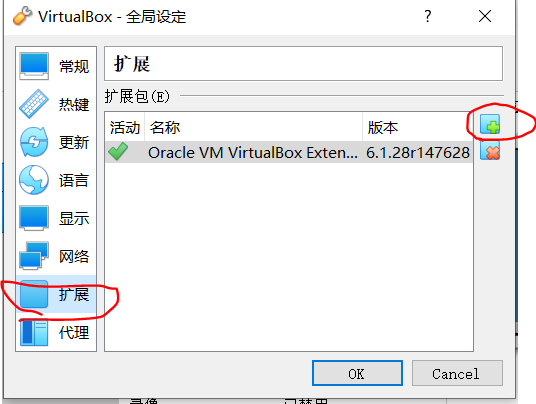 VirtualBox - 全局设定
常规
热键
更新
语言
显示
网络
扩展
代理
扩展
扩展包(E)
活动 名称 版本
Oracle VM VirtualBox Exten... 6.1.28r147628
OK Cancel